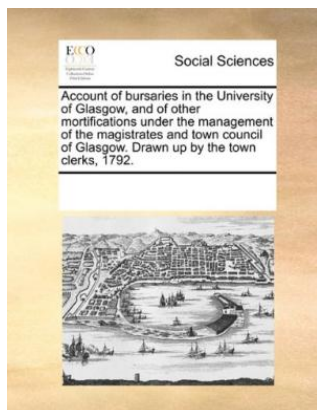 ECCO
Social Sciences
Account of bursaries in the University
of Glasgow, and of other
mortifications under the management
of the magistrates and town council
of Glasgow. Drawn up by the town
clerks, 1792.